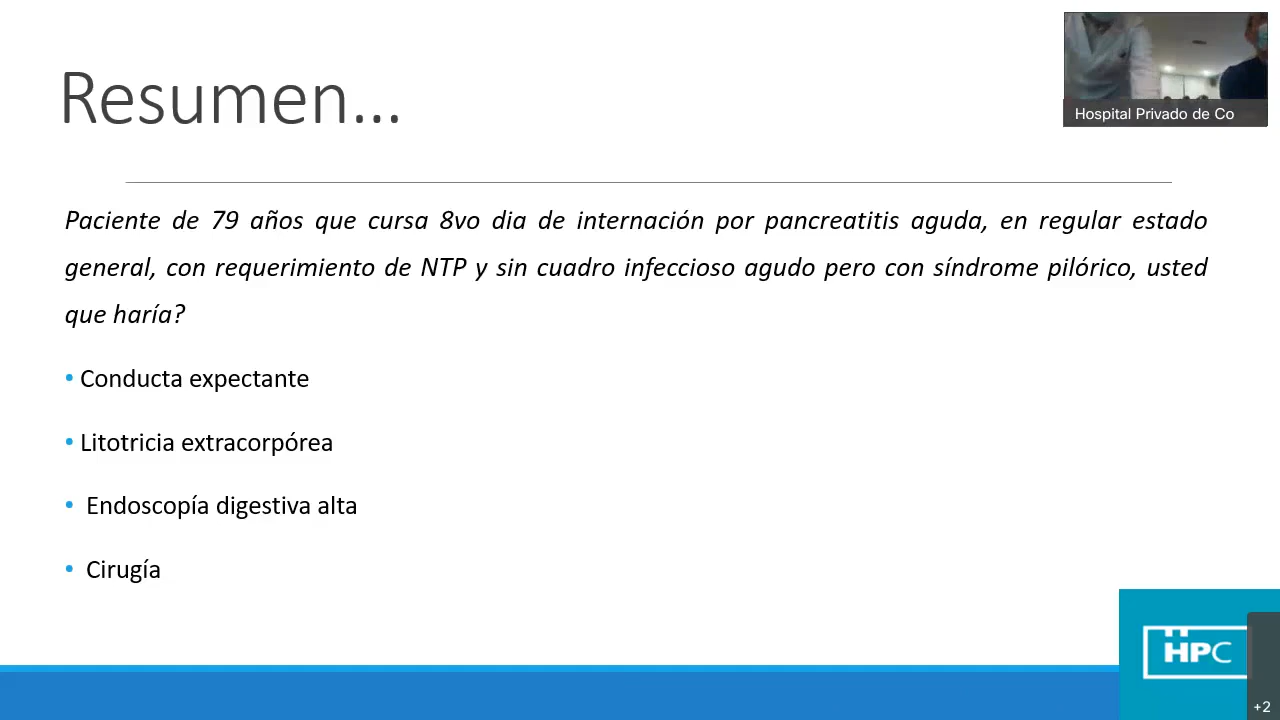 Resumen...
Hospital Privado de Co
Paciente de 79 años que cursa 8vo dia de internación por pancreatitis aguda, en regular estado
general, con requerimiento de NTP y sin cuadro infeccioso agudo pero con síndrome pilórico, usted
que haría?
• Conducta expectante
• Litotricia extracorpórea
• Endoscopía digestiva alta
• Cirugía
HPC
+2